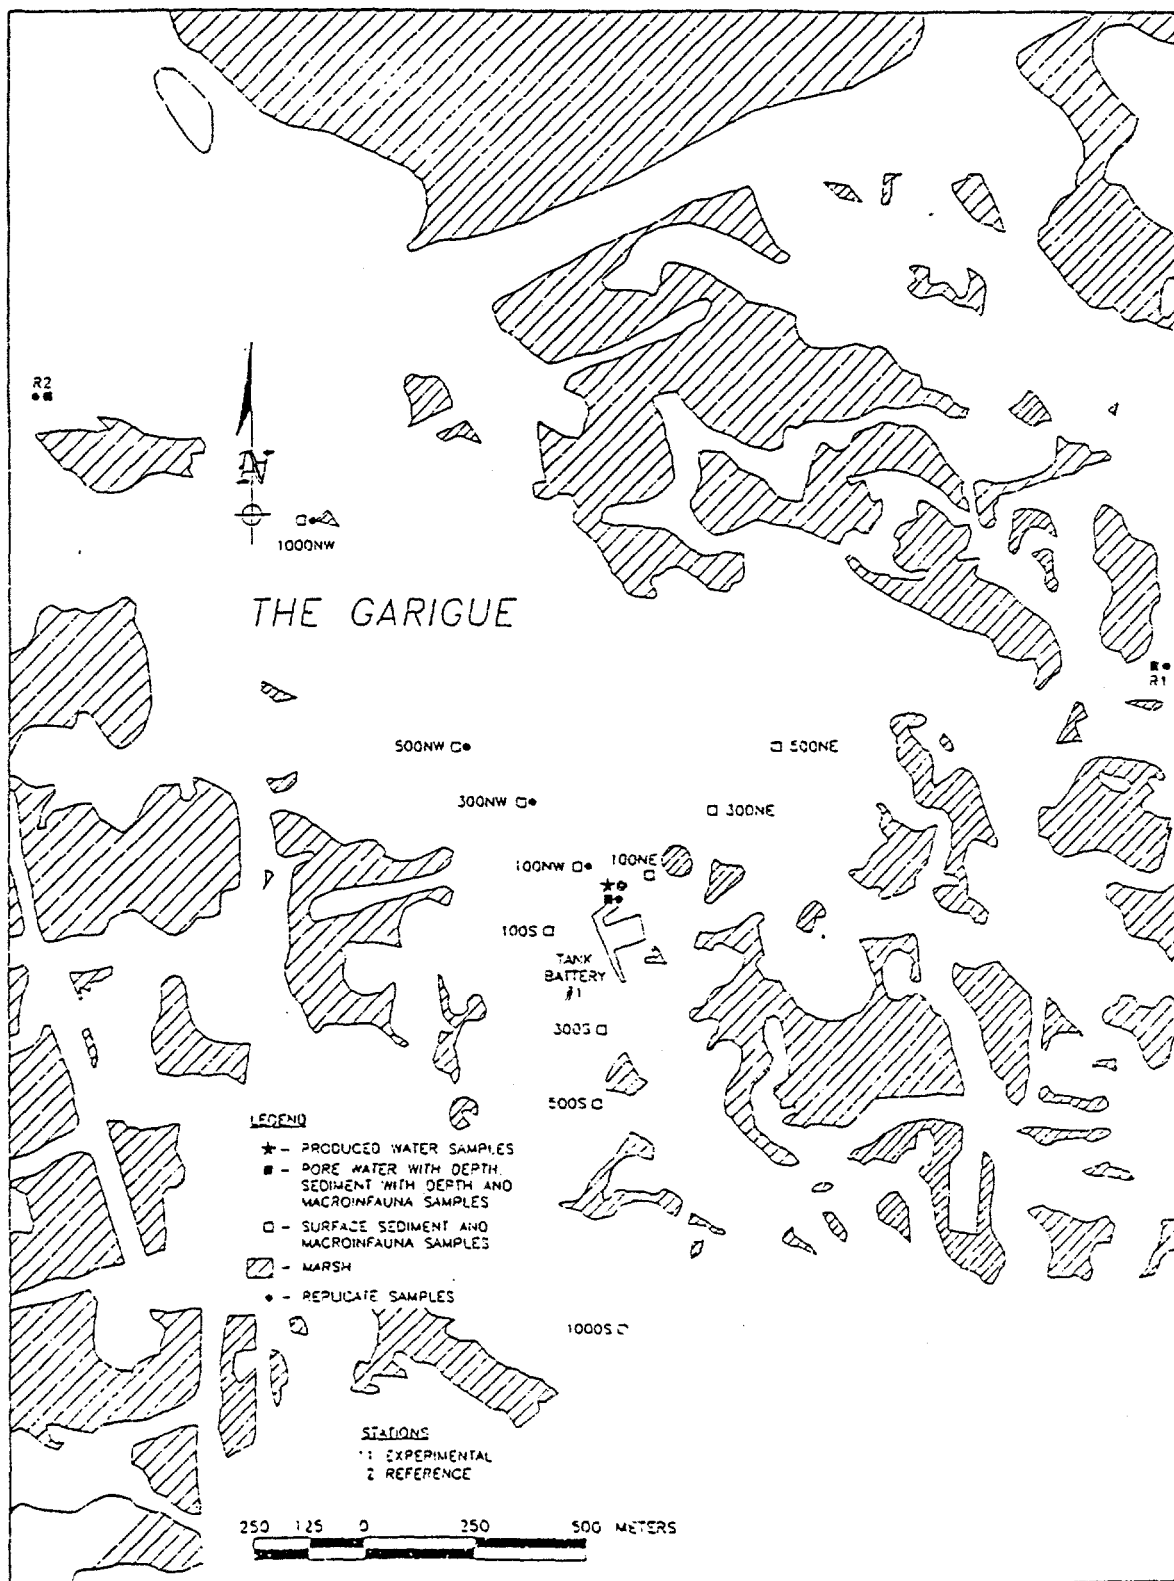 R2
N
1000NW
THE GARIGUE
R1
500NW
500NE
300NW
300NE
100NW
100NE
100S
TANK
BATTERY
#1
300S
500S
LEGEND
★ - PRODUCED WATER SAMPLES
■ - PORE WATER WITH DEPTH,
SEDIMENT WITH DEPTH AND
MACROINFAUNA SAMPLES
□ - SURFACE SEDIMENT AND
MACROINFAUNA SAMPLES
- MARSH
● - REPLICATE SAMPLES
1000S
STATIONS
11 EXPERIMENTAL
2 REFERENCE
250 125 0 250 500 METERS